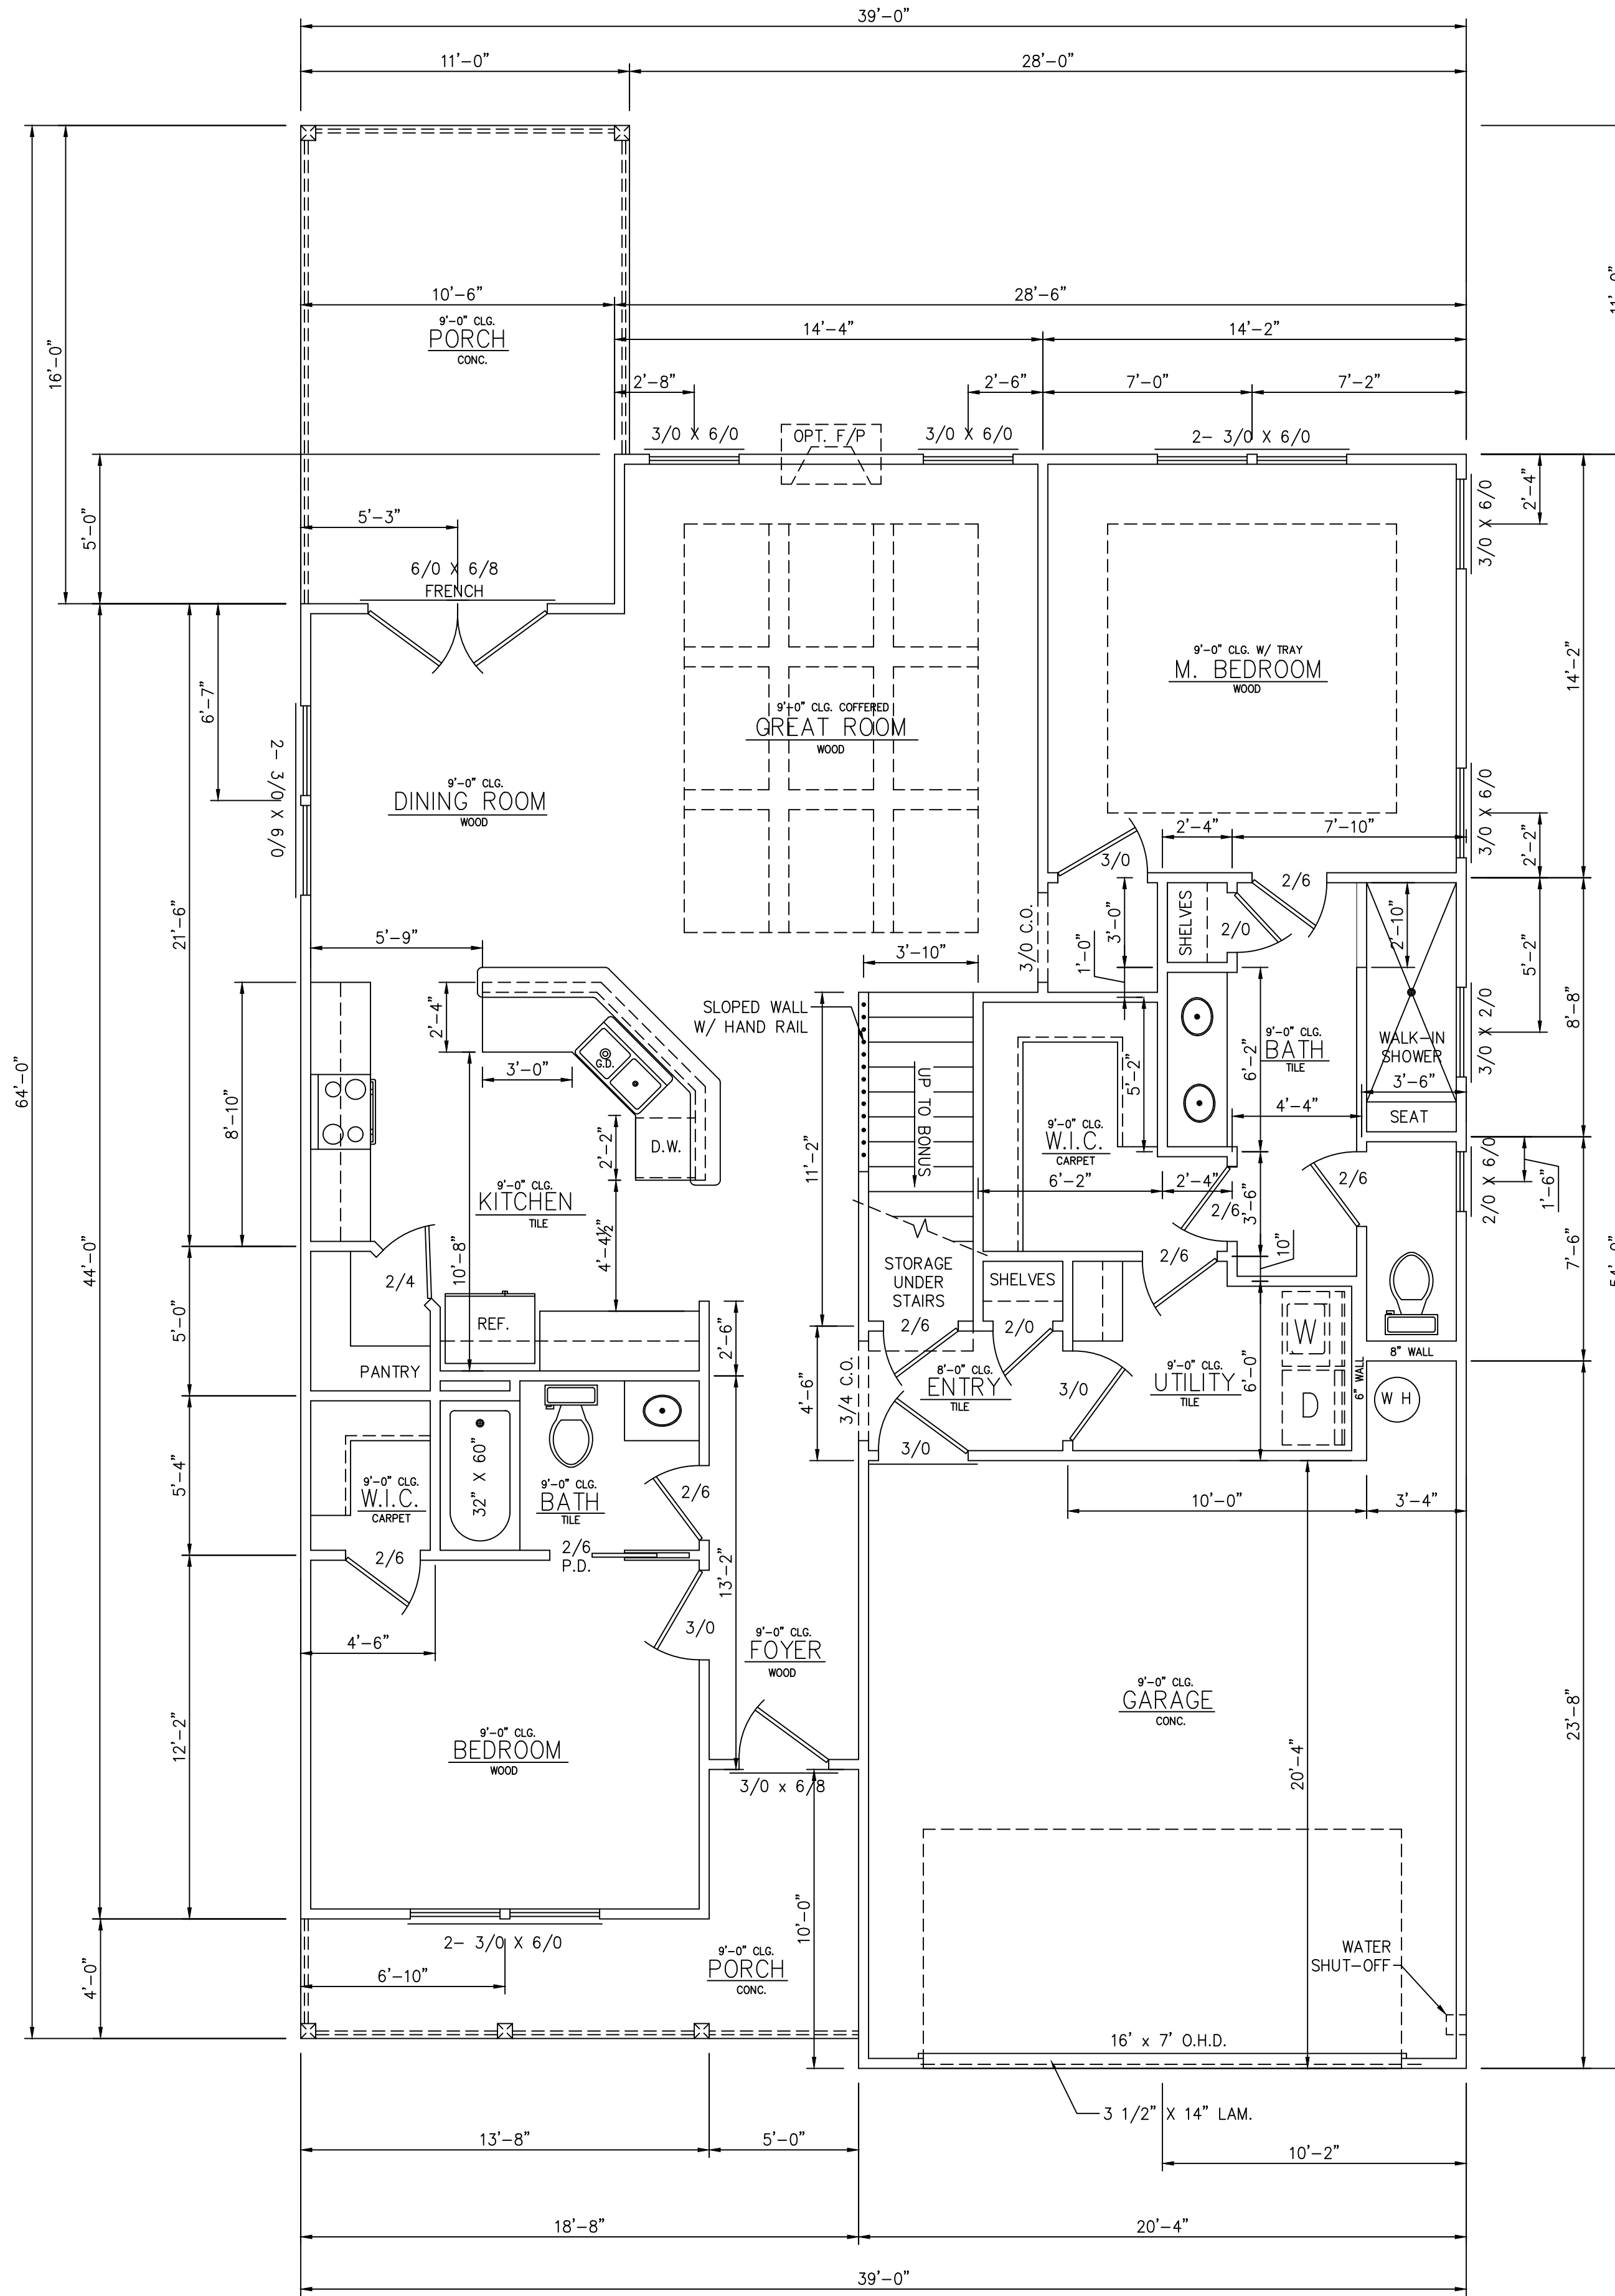 39'-0"
11'-0"
28'-0"
10'-6"
28'-6"
9'-0" CLG.
PORCH
CONC.
14'-4"
14'-2"
16'-0"
2'-8"
2'-6"
7'-0"
7'-2"
3/0 X 6/0
OPT. F/P
3/0 X 6/0
2- 3/0 X 6/0
5'-0"
5'-3"
6/0 X 6/8
FRENCH
3/0 X 6/0
2'-4"
9'-0" CLG. W/ TRAY
M. BEDROOM
WOOD
14'-2"
6'-7"
9'-0" CLG. COFFERED
GREAT ROOM
WOOD
2- 3/0 X 6/0
9'-0" CLG.
DINING ROOM
WOOD
3/0 X 6/0
2'-2"
2'-4"
7'-10"
3/0
2/6
21'-6"
5'-9"
3'-10"
3/0 C.O.
3'-0"
1'-0"
SHELVES
2/0
2'-10"
5'-2"
8'-8"
SLOPED WALL
W/ HAND RAIL
2'-4"
3'-0"
G.D.
9'-0" CLG.
BATH
TILE
WALK-IN
SHOWER
3'-6"
SEAT
3/0 X 2/0
64'-0"
44'-0"
8'-10"
2'-2"
D.W.
UP TO BONUS
11'-2"
5'-2"
6'-2"
4'-4"
9'-0" CLG.
W.I.C.
CARPET
6'-2"
2'-4"
2/6
3'-6"
10"
2/6
2/0 X 6/0
1'-6"
7'-6"
9'-0" CLG.
KITCHEN
TILE
10'-8"
4'-4½"
2/4
STORAGE
UNDER
STAIRS
SHELVES
2/6
5'-0"
PANTRY
REF.
2'-6"
2/6
2/0
W
D
8" WALL
6" WALL
W H
4'-6"
3/4 C.O.
8'-0" CLG.
ENTRY
TILE
3/0
3/0
9'-0" CLG.
UTILITY
TILE
6'-0"
5'-4"
9'-0" CLG.
W.I.C.
CARPET
32" X 60"
9'-0" CLG.
BATH
TILE
2/6
2/6
2/6
P.D.
10'-0"
3'-4"
13'-2"
3/0
4'-6"
9'-0" CLG.
FOYER
WOOD
9'-0" CLG.
GARAGE
CONC.
12'-2"
9'-0" CLG.
BEDROOM
WOOD
3/0 x 6/8
20'-4"
23'-8"
10'-0"
2- 3/0 X 6/0
6'-10"
4'-0"
9'-0" CLG.
PORCH
CONC.
WATER
SHUT-OFF
16' x 7' O.H.D.
3 1/2" X 14" LAM.
13'-8"
5'-0"
10'-2"
18'-8"
20'-4"
39'-0"